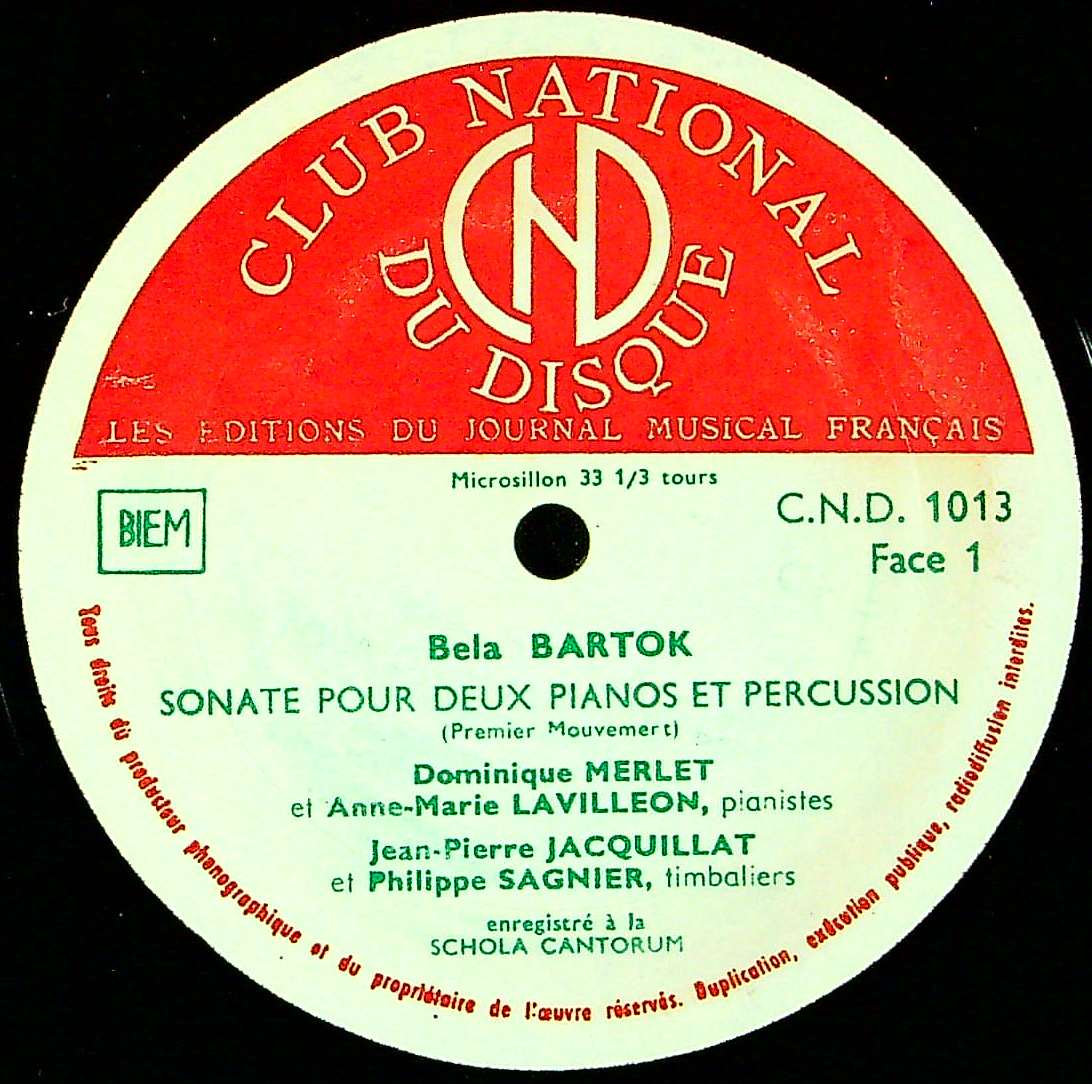 CLUB NATIONAL
CND
DU DISQUE
LES EDITIONS DU JOURNAL MUSICAL FRANÇAIS
Microsillon 33 1/3 tours
BIEM
C.N.D. 1013
Face 1
Bela BARTOK
SONATE POUR DEUX PIANOS ET PERCUSSION
(Premier Mouvement)
Dominique MERLET
et Anne-Marie LAVILLEON, pianistes
Jean-Pierre JACQUILLAT
et Philippe SAGNIER, timbaliers
enregistré à la
SCHOLA CANTORUM
Tous droits du producteur phonographique et du propriétaire de l'œuvre réservés. Duplication, exécution publique, radiodiffusion interdites.